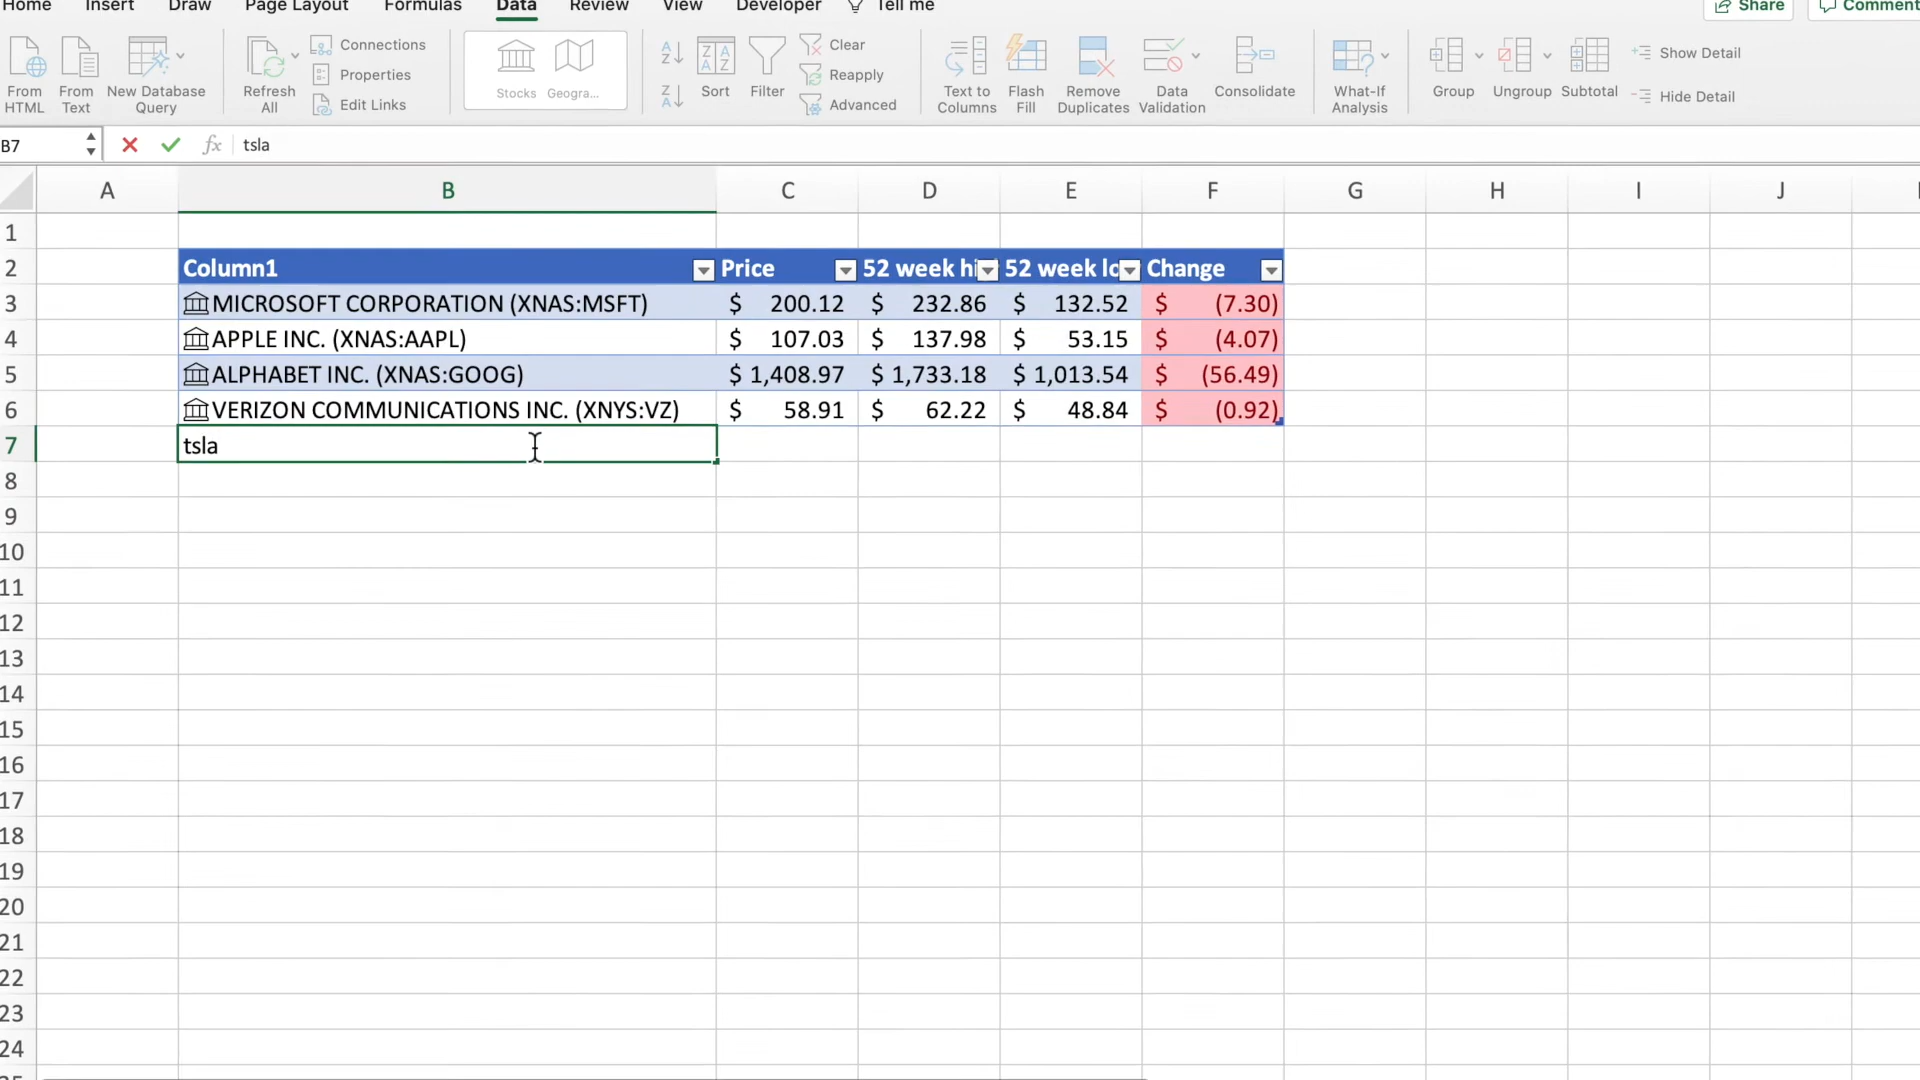 Home Insert Draw Page Layout Formulas Data Review View Developer Tell me Share Comment
From HTML
From Text
New Database Query
Refresh All
Connections
Properties
Edit Links
Stocks Geogra...
Sort
Filter
Clear
Reapply
Advanced
Text to Columns
Flash Fill
Remove Duplicates
Data Validation
Consolidate
What-If Analysis
Group
Ungroup
Subtotal
Show Detail
Hide Detail
B7 fx tsla
A B C D E F G H I J
1
2 Column1 Price 52 week hi 52 week lo Change
3 MICROSOFT CORPORATION (XNAS:MSFT) $ 200.12 $ 232.86 $ 132.52 $ (7.30)
4 APPLE INC. (XNAS:AAPL) $ 107.03 $ 137.98 $ 53.15 $ (4.07)
5 ALPHABET INC. (XNAS:GOOG) $ 1,408.97 $ 1,733.18 $ 1,013.54 $ (56.49)
6 VERIZON COMMUNICATIONS INC. (XNYS:VZ) $ 58.91 $ 62.22 $ 48.84 $ (0.92)
7 tsla
8
9
10
11
12
13
14
15
16
17
18
19
20
21
22
23
24